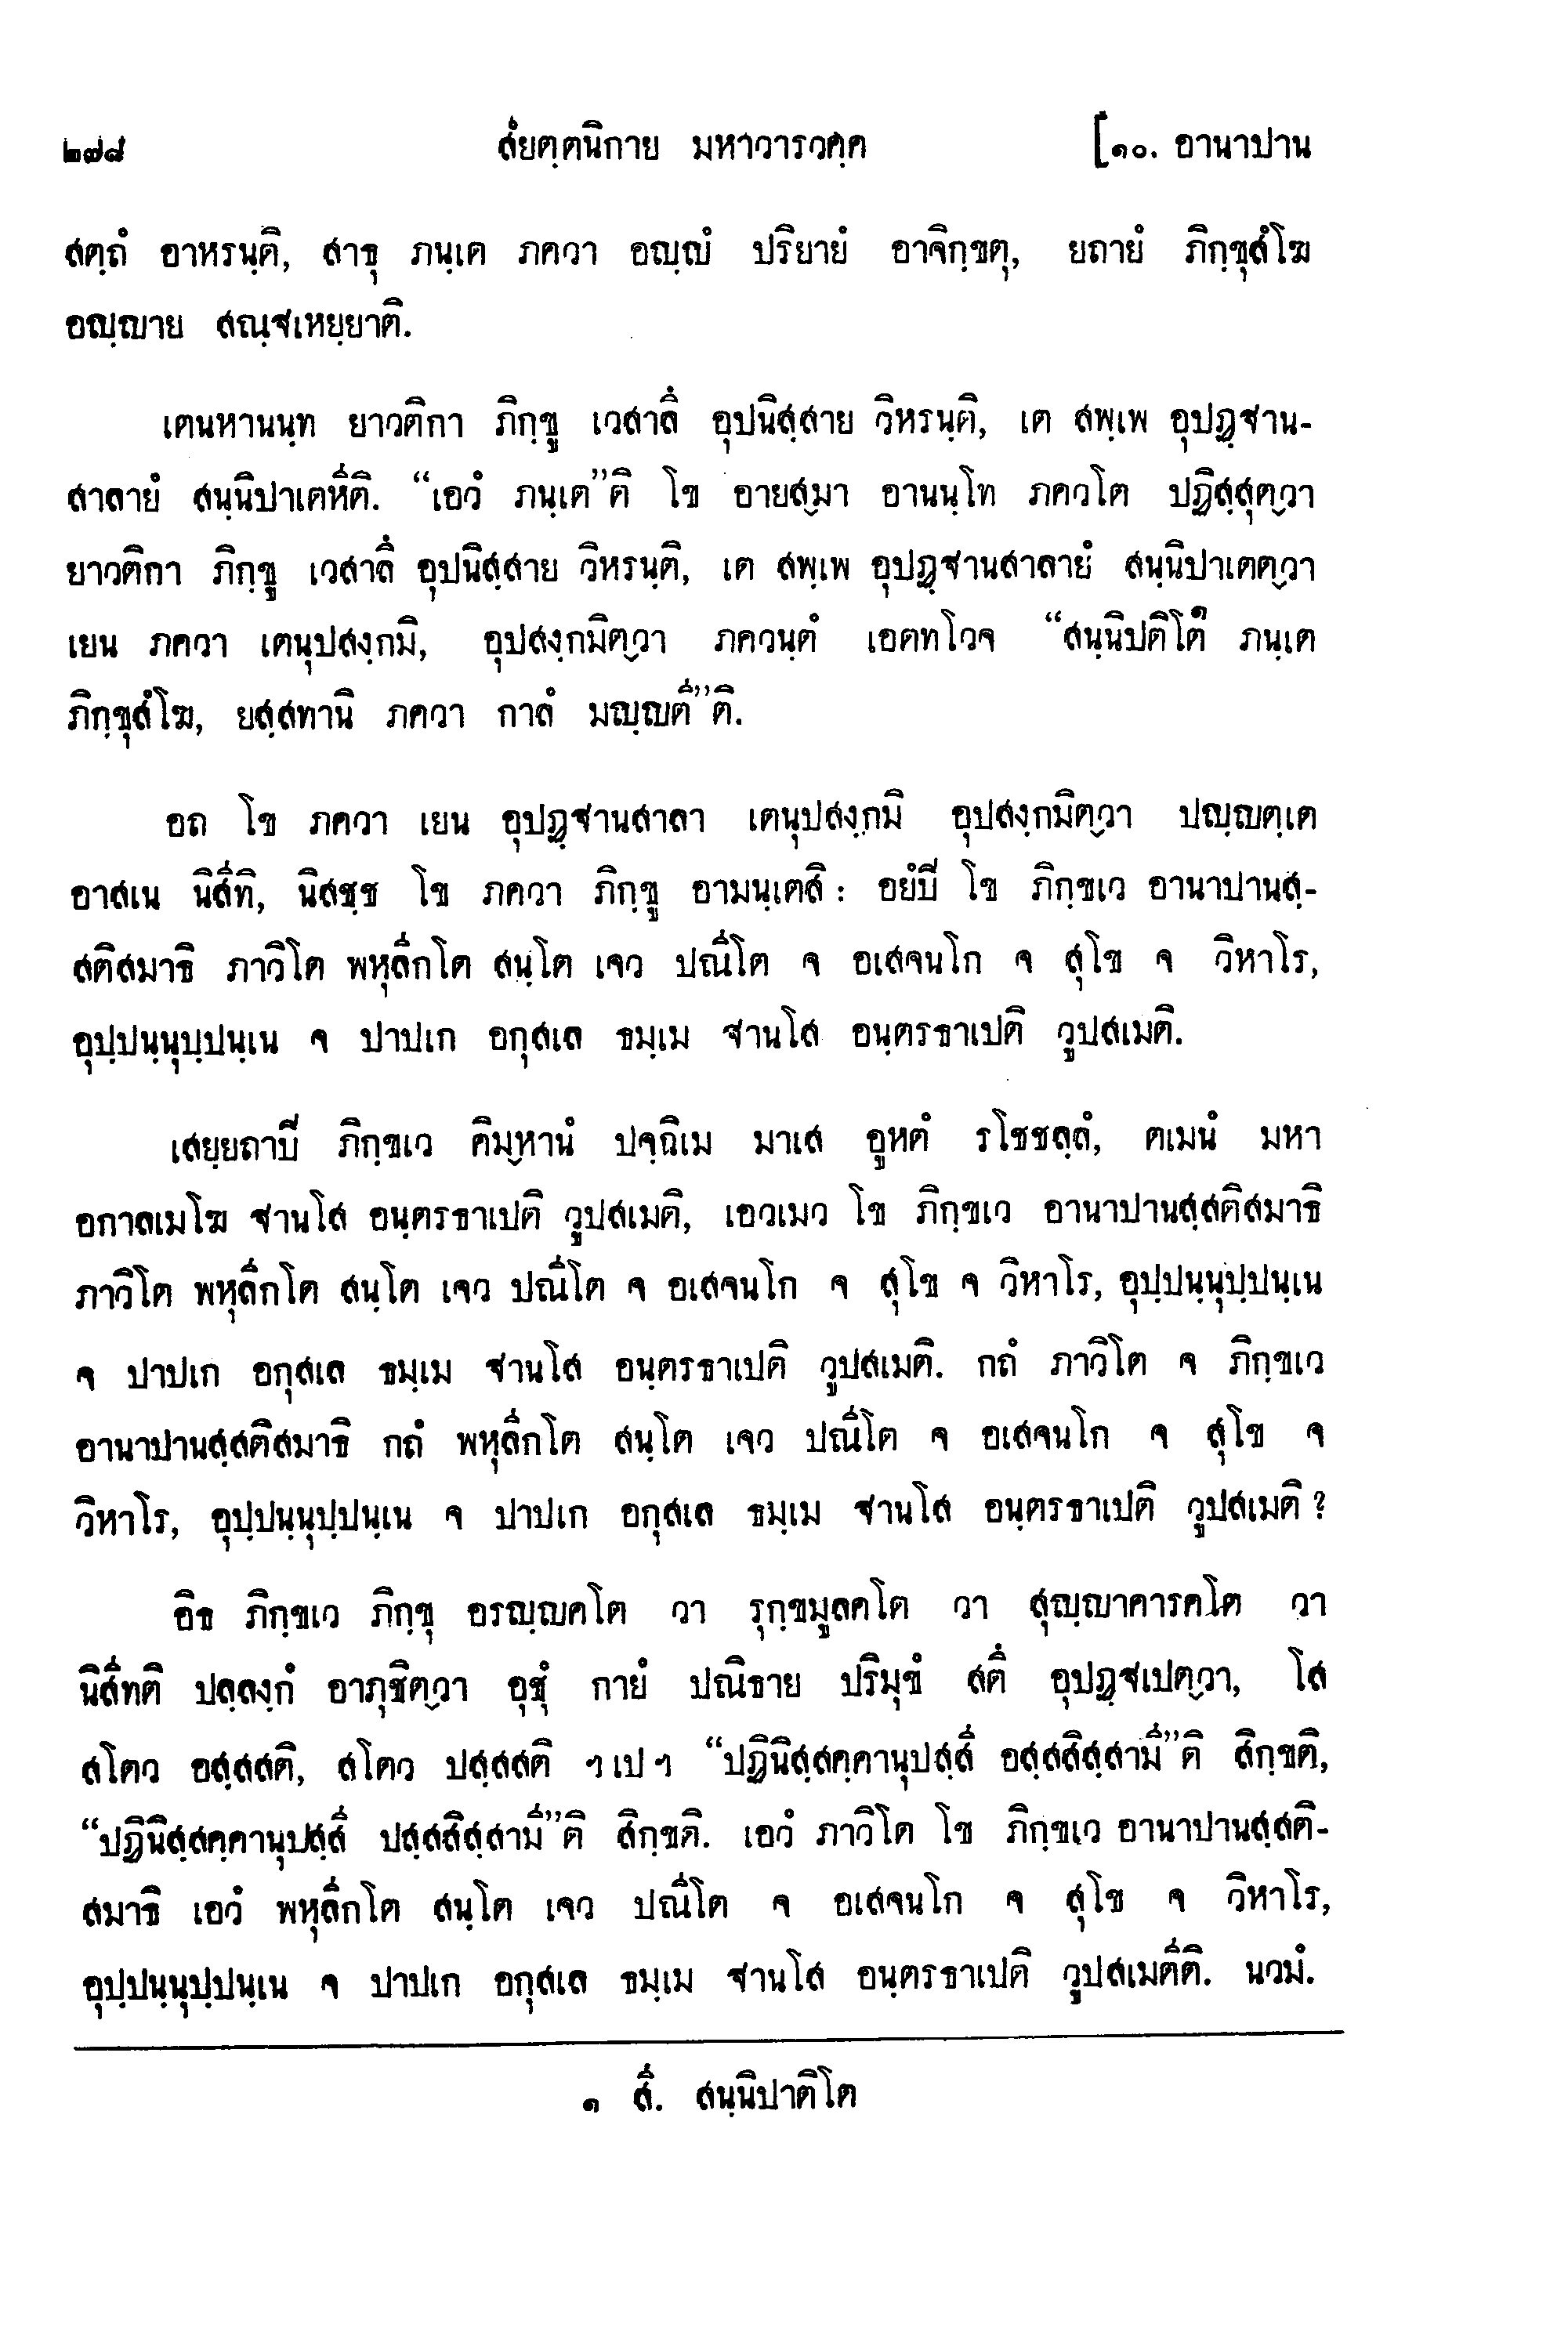 ๒๗๘ สํยุตฺตนิกาย มหาวารวคฺค [๑๐. อานาปาน
สตฺถํ อาหรนฺติ, สาธุ ภนฺเต ภควา อญฺญํ ปริยายํ อาจิกฺขตุ, ยถายํ ภิกฺขุสํโฆ
อญฺญาย สณฺฐเหยฺยาติ.
เตนหานนฺท ยาวติกา ภิกฺขู เวสาลึ อุปนิสฺสาย วิหรนฺติ, เต สพฺเพ อุปฏฺฐาน-
สาลายํ สนฺนิปาเตหีติ. “เอวํ ภนฺเต”ติ โข อายสฺมา อานนฺโท ภควโต ปฏิสฺสุตฺวา
ยาวติกา ภิกฺขู เวสาลึ อุปนิสฺสาย วิหรนฺติ, เต สพฺเพ อุปฏฺฐานสาลายํ สนฺนิปาเตตฺวา
เยน ภควา เตนุปสงฺกมิ, อุปสงฺกมิตฺวา ภควนฺตํ เอตทโวจ “สนฺนิปติโต๑ ภนฺเต
ภิกฺขุสํโฆ, ยสฺสทานิ ภควา กาลํ มญฺญตี”ติ.
อถ โข ภควา เยน อุปฏฺฐานสาลา เตนุปสงฺกมิ อุปสงฺกมิตฺวา ปญฺญตฺเต
อาสเน นิสีทิ, นิสชฺช โข ภควา ภิกฺขู อามนฺเตสิ: อยํปิ โข ภิกฺขเว อานาปานสฺ-
สติสมาธิ ภาวิโต พหุลีกโต สนฺโต เจว ปณีโต จ อเสจนโก จ สุโข จ วิหาโร,
อุปฺปนฺนุปฺปนฺเน จ ปาปเก อกุสเล ธมฺเม ฐานโส อนฺตรธาเปติ วูปสเมติ.
เสยฺยถาปิ ภิกฺขเว คิมฺหานํ ปจฺฉิเม มาเส อูหตํ รโชชลฺลํ, ตเมนํ มหา
อกาลเมโฆ ฐานโส อนฺตรธาเปติ วูปสเมติ, เอวเมว โข ภิกฺขเว อานาปานสฺสติสมาธิ
ภาวิโต พหุลีกโต สนฺโต เจว ปณีโต จ อเสจนโก จ สุโข จ วิหาโร, อุปฺปนฺนุปฺปนฺเน
จ ปาปเก อกุสเล ธมฺเม ฐานโส อนฺตรธาเปติ วูปสเมติ. กถํ ภาวิโต จ ภิกฺขเว
อานาปานสฺสติสมาธิ กถํ พหุลีกโต สนฺโต เจว ปณีโต จ อเสจนโก จ สุโข จ
วิหาโร, อุปฺปนฺนุปฺปนฺเน จ ปาปเก อกุสเล ธมฺเม ฐานโส อนฺตรธาเปติ วูปสเมติ ?
อิธ ภิกฺขเว ภิกฺขุ อรญฺญคโต วา รุกฺขมูลคโต วา สุญฺญาคารคโต วา
นิสีทติ ปลฺลงฺกํ อาภุชิตฺวา อุชุํ กายํ ปณิธาย ปริมุขํ สตึ อุปฏฺฐเปตฺวา, โส
สโตว อสฺสสติ, สโตว ปสฺสสติ ฯเปฯ “ปฏินิสฺสคฺคานุปสฺสี อสฺสสิสฺสามี”ติ สิกฺขติ,
“ปฏินิสฺสคฺคานุปสฺสี ปสฺสสิสฺสามี”ติ สิกฺขติ. เอวํ ภาวิโต โข ภิกฺขเว อานาปานสฺสติ-
สมาธิ เอวํ พหุลีกโต สนฺโต เจว ปณีโต จ อเสจนโก จ สุโข จ วิหาโร,
อุปฺปนฺนุปฺปนฺเน จ ปาปเก อกุสเล ธมฺเม ฐานโส อนฺตรธาเปติ วูปสเมตีติ. นวมํ.
๑ สี. สนฺนิปาติโต